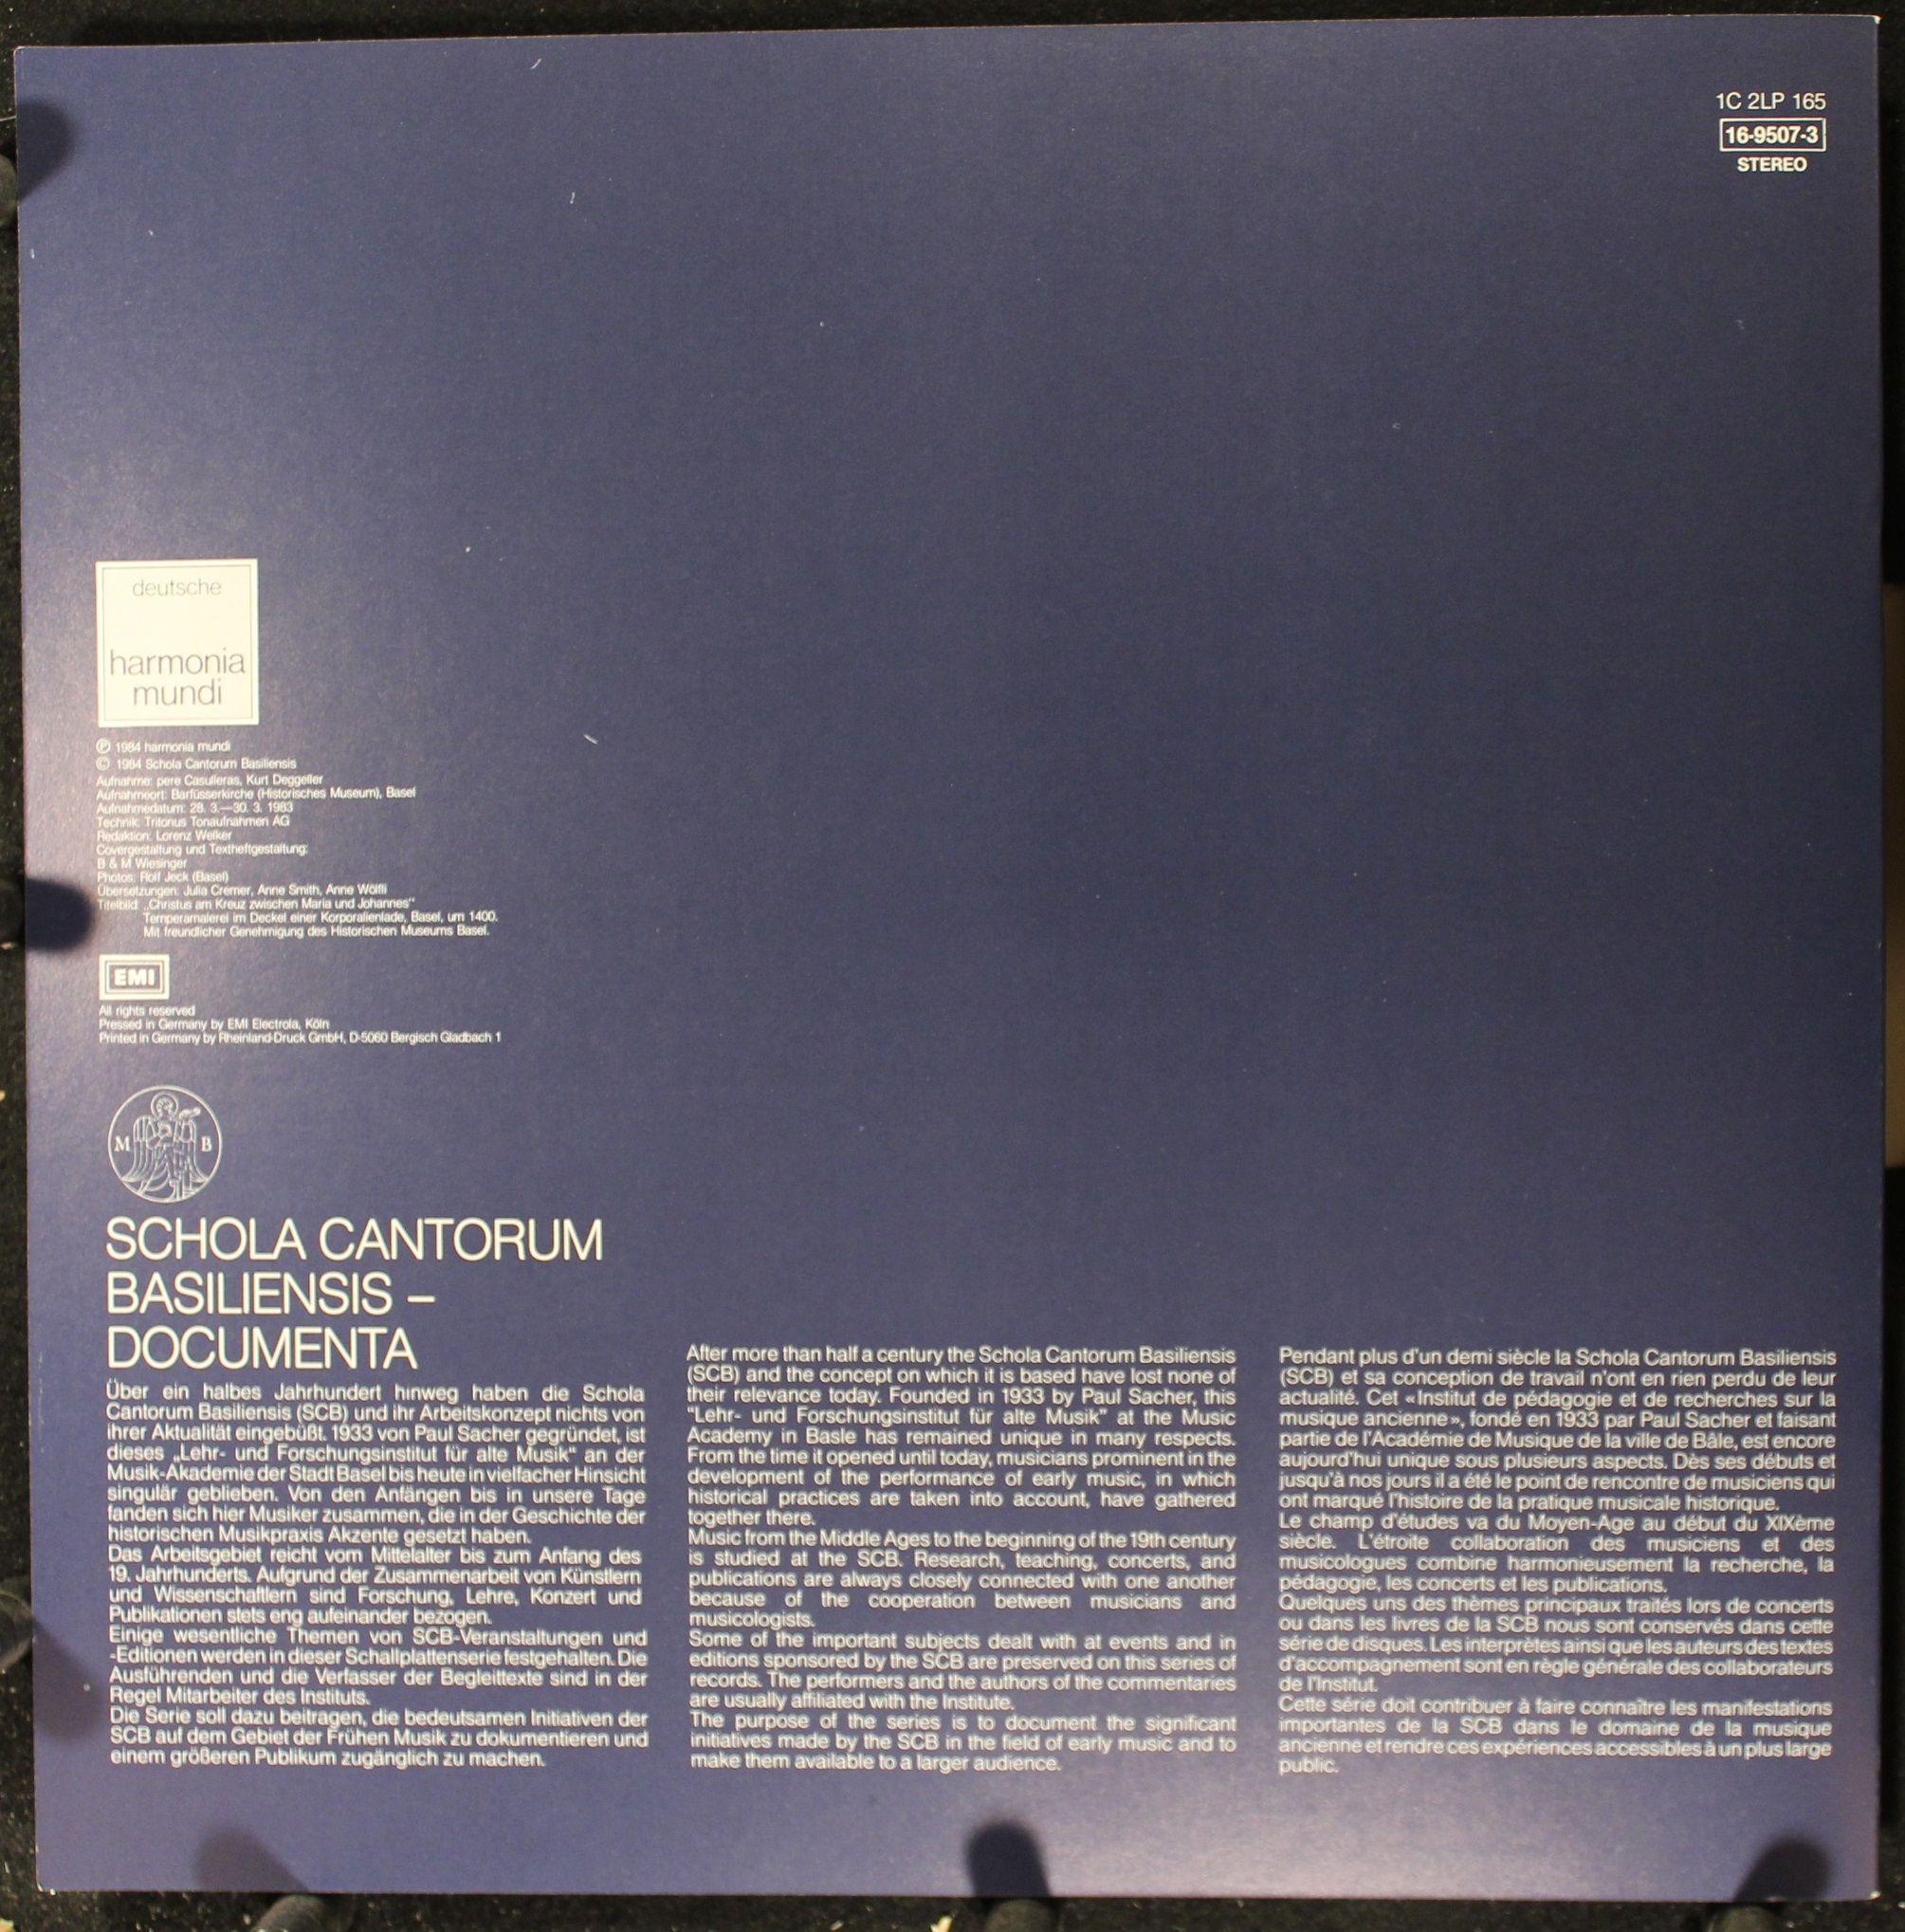 1C 2LP 165
16-9507-3
STEREO
deutsche
harmonia
mundi
Ⓟ 1984 harmonia mundi
© 1984 Schola Cantorum Basiliensis
Aufnahme: pere Casulleras, Kurt Deggeller
Aufnahmeort: Barfüsserkirche (Historisches Museum), Basel
Aufnahmedatum: 28. 3.—30. 3. 1983
Technik: Tritonus Tonaufnahmen AG
Redaktion: Lorenz Welker
Covergestaltung und Textheftgestaltung:
B & M Wiesinger
Photos: Rolf Jeck (Basel)
Übersetzungen: Julia Cremer, Anne Smith, Anne Wölfli
Titelbild: „Christus am Kreuz zwischen Maria und Johannes“
Temperamalerei im Deckel einer Korporalienlade, Basel, um 1400.
Mit freundlicher Genehmigung des Historischen Museums Basel.
EMI
All rights reserved
Pressed in Germany by EMI Electrola, Köln
Printed in Germany by Rheinland-Druck GmbH, D-5060 Bergisch Gladbach 1
M B
SCHOLA CANTORUM
BASILIENSIS –
DOCUMENTA
Über ein halbes Jahrhundert hinweg haben die Schola
Cantorum Basiliensis (SCB) und ihr Arbeitskonzept nichts von
ihrer Aktualität eingebüßt. 1933 von Paul Sacher gegründet, ist
dieses „Lehr- und Forschungsinstitut für alte Musik“ an der
Musik-Akademie der Stadt Basel bis heute in vielfacher Hinsicht
singulär geblieben. Von den Anfängen bis in unsere Tage
fanden sich hier Musiker zusammen, die in der Geschichte der
historischen Musikpraxis Akzente gesetzt haben.
Das Arbeitsgebiet reicht vom Mittelalter bis zum Anfang des
19. Jahrhunderts. Aufgrund der Zusammenarbeit von Künstlern
und Wissenschaftlern sind Forschung, Lehre, Konzert und
Publikationen stets eng aufeinander bezogen.
Einige wesentliche Themen von SCB-Veranstaltungen und
-Editionen werden in dieser Schallplattenserie festgehalten. Die
Ausführenden und die Verfasser der Begleittexte sind in der
Regel Mitarbeiter des Instituts.
Die Serie soll dazu beitragen, die bedeutsamen Initiativen der
SCB auf dem Gebiet der Frühen Musik zu dokumentieren und
einem größeren Publikum zugänglich zu machen.
After more than half a century the Schola Cantorum Basiliensis
(SCB) and the concept on which it is based have lost none of
their relevance today. Founded in 1933 by Paul Sacher, this
"Lehr- und Forschungsinstitut für alte Musik" at the Music
Academy in Basle has remained unique in many respects.
From the time it opened until today, musicians prominent in the
development of the performance of early music, in which
historical practices are taken into account, have gathered
together there.
Music from the Middle Ages to the beginning of the 19th century
is studied at the SCB. Research, teaching, concerts, and
publications are always closely connected with one another
because of the cooperation between musicians and
musicologists.
Some of the important subjects dealt with at events and in
editions sponsored by the SCB are preserved on this series of
records. The performers and the authors of the commentaries
are usually affiliated with the Institute.
The purpose of the series is to document the significant
initiatives made by the SCB in the field of early music and to
make them available to a larger audience.
Pendant plus d'un demi siècle la Schola Cantorum Basiliensis
(SCB) et sa conception de travail n'ont en rien perdu de leur
actualité. Cet «Institut de pédagogie et de recherches sur la
musique ancienne», fondé en 1933 par Paul Sacher et faisant
partie de l'Académie de Musique de la ville de Bâle, est encore
aujourd'hui unique sous plusieurs aspects. Dès ses débuts et
jusqu'à nos jours il a été le point de rencontre de musiciens qui
ont marqué l'histoire de la pratique musicale historique.
Le champ d'études va du Moyen-Age au début du XIXème
siècle. L'étroite collaboration des musiciens et des
musicologues combine harmonieusement la recherche, la
pédagogie, les concerts et les publications.
Quelques uns des thèmes principaux traités lors de concerts
ou dans les livres de la SCB nous sont conservés dans cette
série de disques. Les interprètes ainsi que les auteurs des textes
d'accompagnement sont en règle générale des collaborateurs
de l'Institut.
Cette série doit contribuer à faire connaître les manifestations
importantes de la SCB dans le domaine de la musique
ancienne et rendre ces expériences accessibles à un plus large
public.